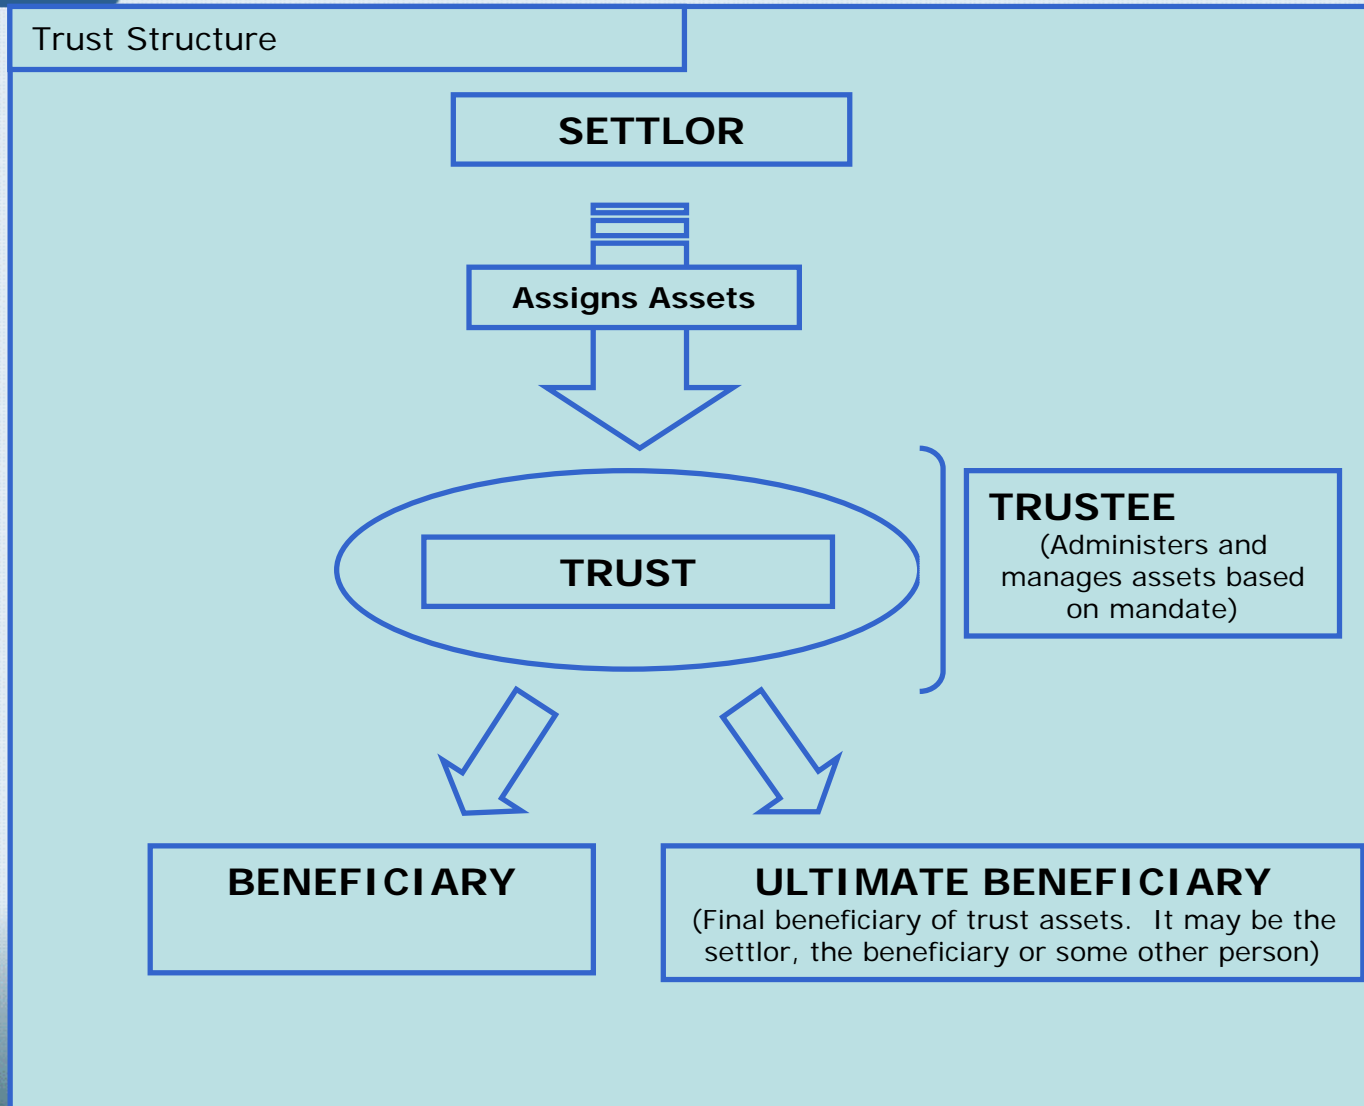 Trust Structure
SETTLOR
Assigns Assets
TRUST
TRUSTEE
(Administers and
manages assets based
on mandate)
BENEFICIARY
ULTIMATE BENEFICIARY
(Final beneficiary of trust assets.  It may be the
settlor, the beneficiary or some other person)